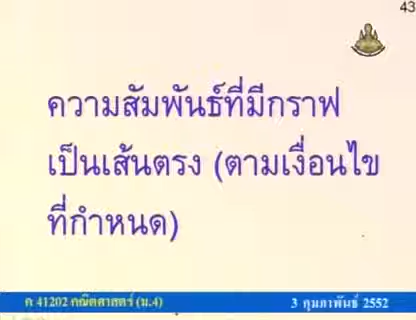 43
ความสัมพันธ์ที่มีกราฟ
เป็นเส้นตรง (ตามเงื่อนไข
ที่กำหนด)
ค 41202 คณิตศาสตร์ (ม.4) 3 กุมภาพันธ์ 2552